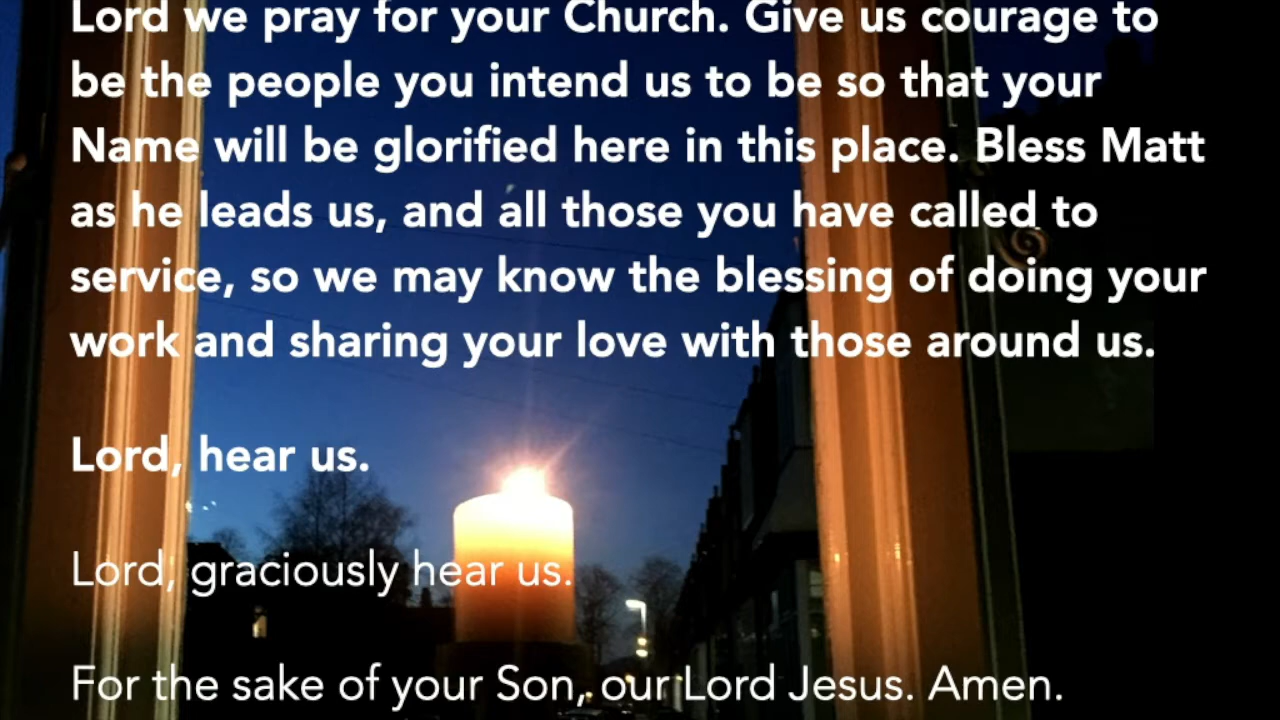 Lord we pray for your Church. Give us courage to
be the people you intend us to be so that your
Name will be glorified here in this place. Bless Matt
as he leads us, and all those you have called to
service, so we may know the blessing of doing your
work and sharing your love with those around us.
Lord, hear us.
Lord, graciously hear us.
For the sake of your Son, our Lord Jesus. Amen.